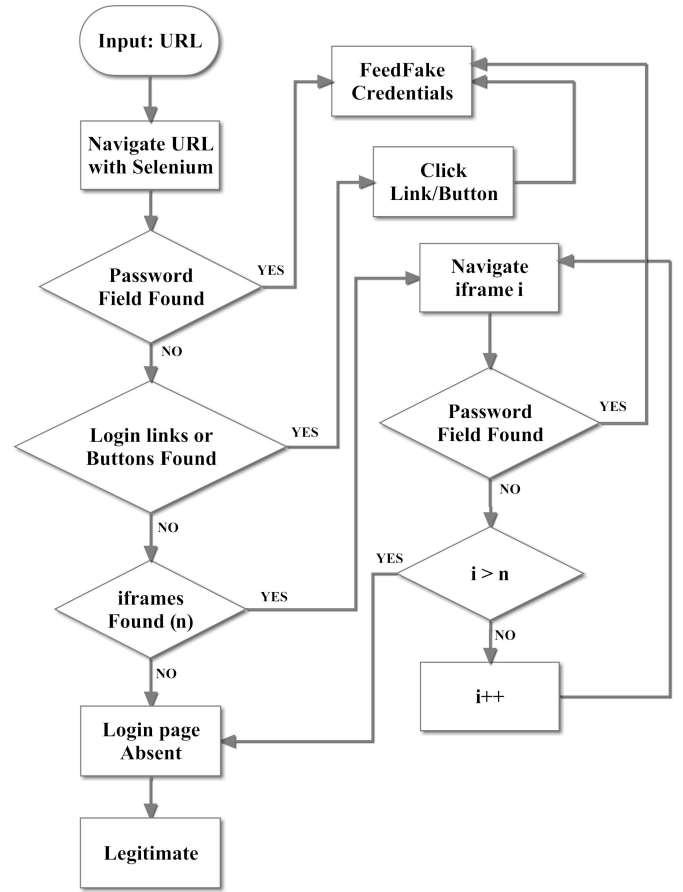 Input: URL
Navigate URL
with Selenium
Password
Field Found
YES
NO
Login links or
Buttons Found
YES
NO
iframes
Found (n)
YES
NO
Login page
Absent
Legitimate
FeedFake
Credentials
Click
Link/Button
Navigate
iframe i
Password
Field Found
YES
NO
i > n
YES
NO
i++